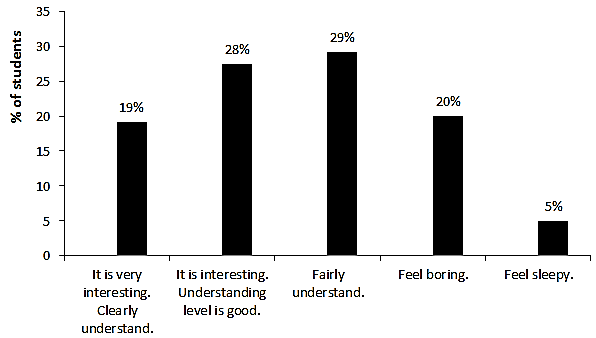 % of students
35
30
25
20
15
10
5
0
19%
28%
29%
20%
5%
It is very
interesting.
Clearly
understand.
It is interesting.
Understanding
level is good.
Fairly
understand.
Feel boring.
Feel sleepy.